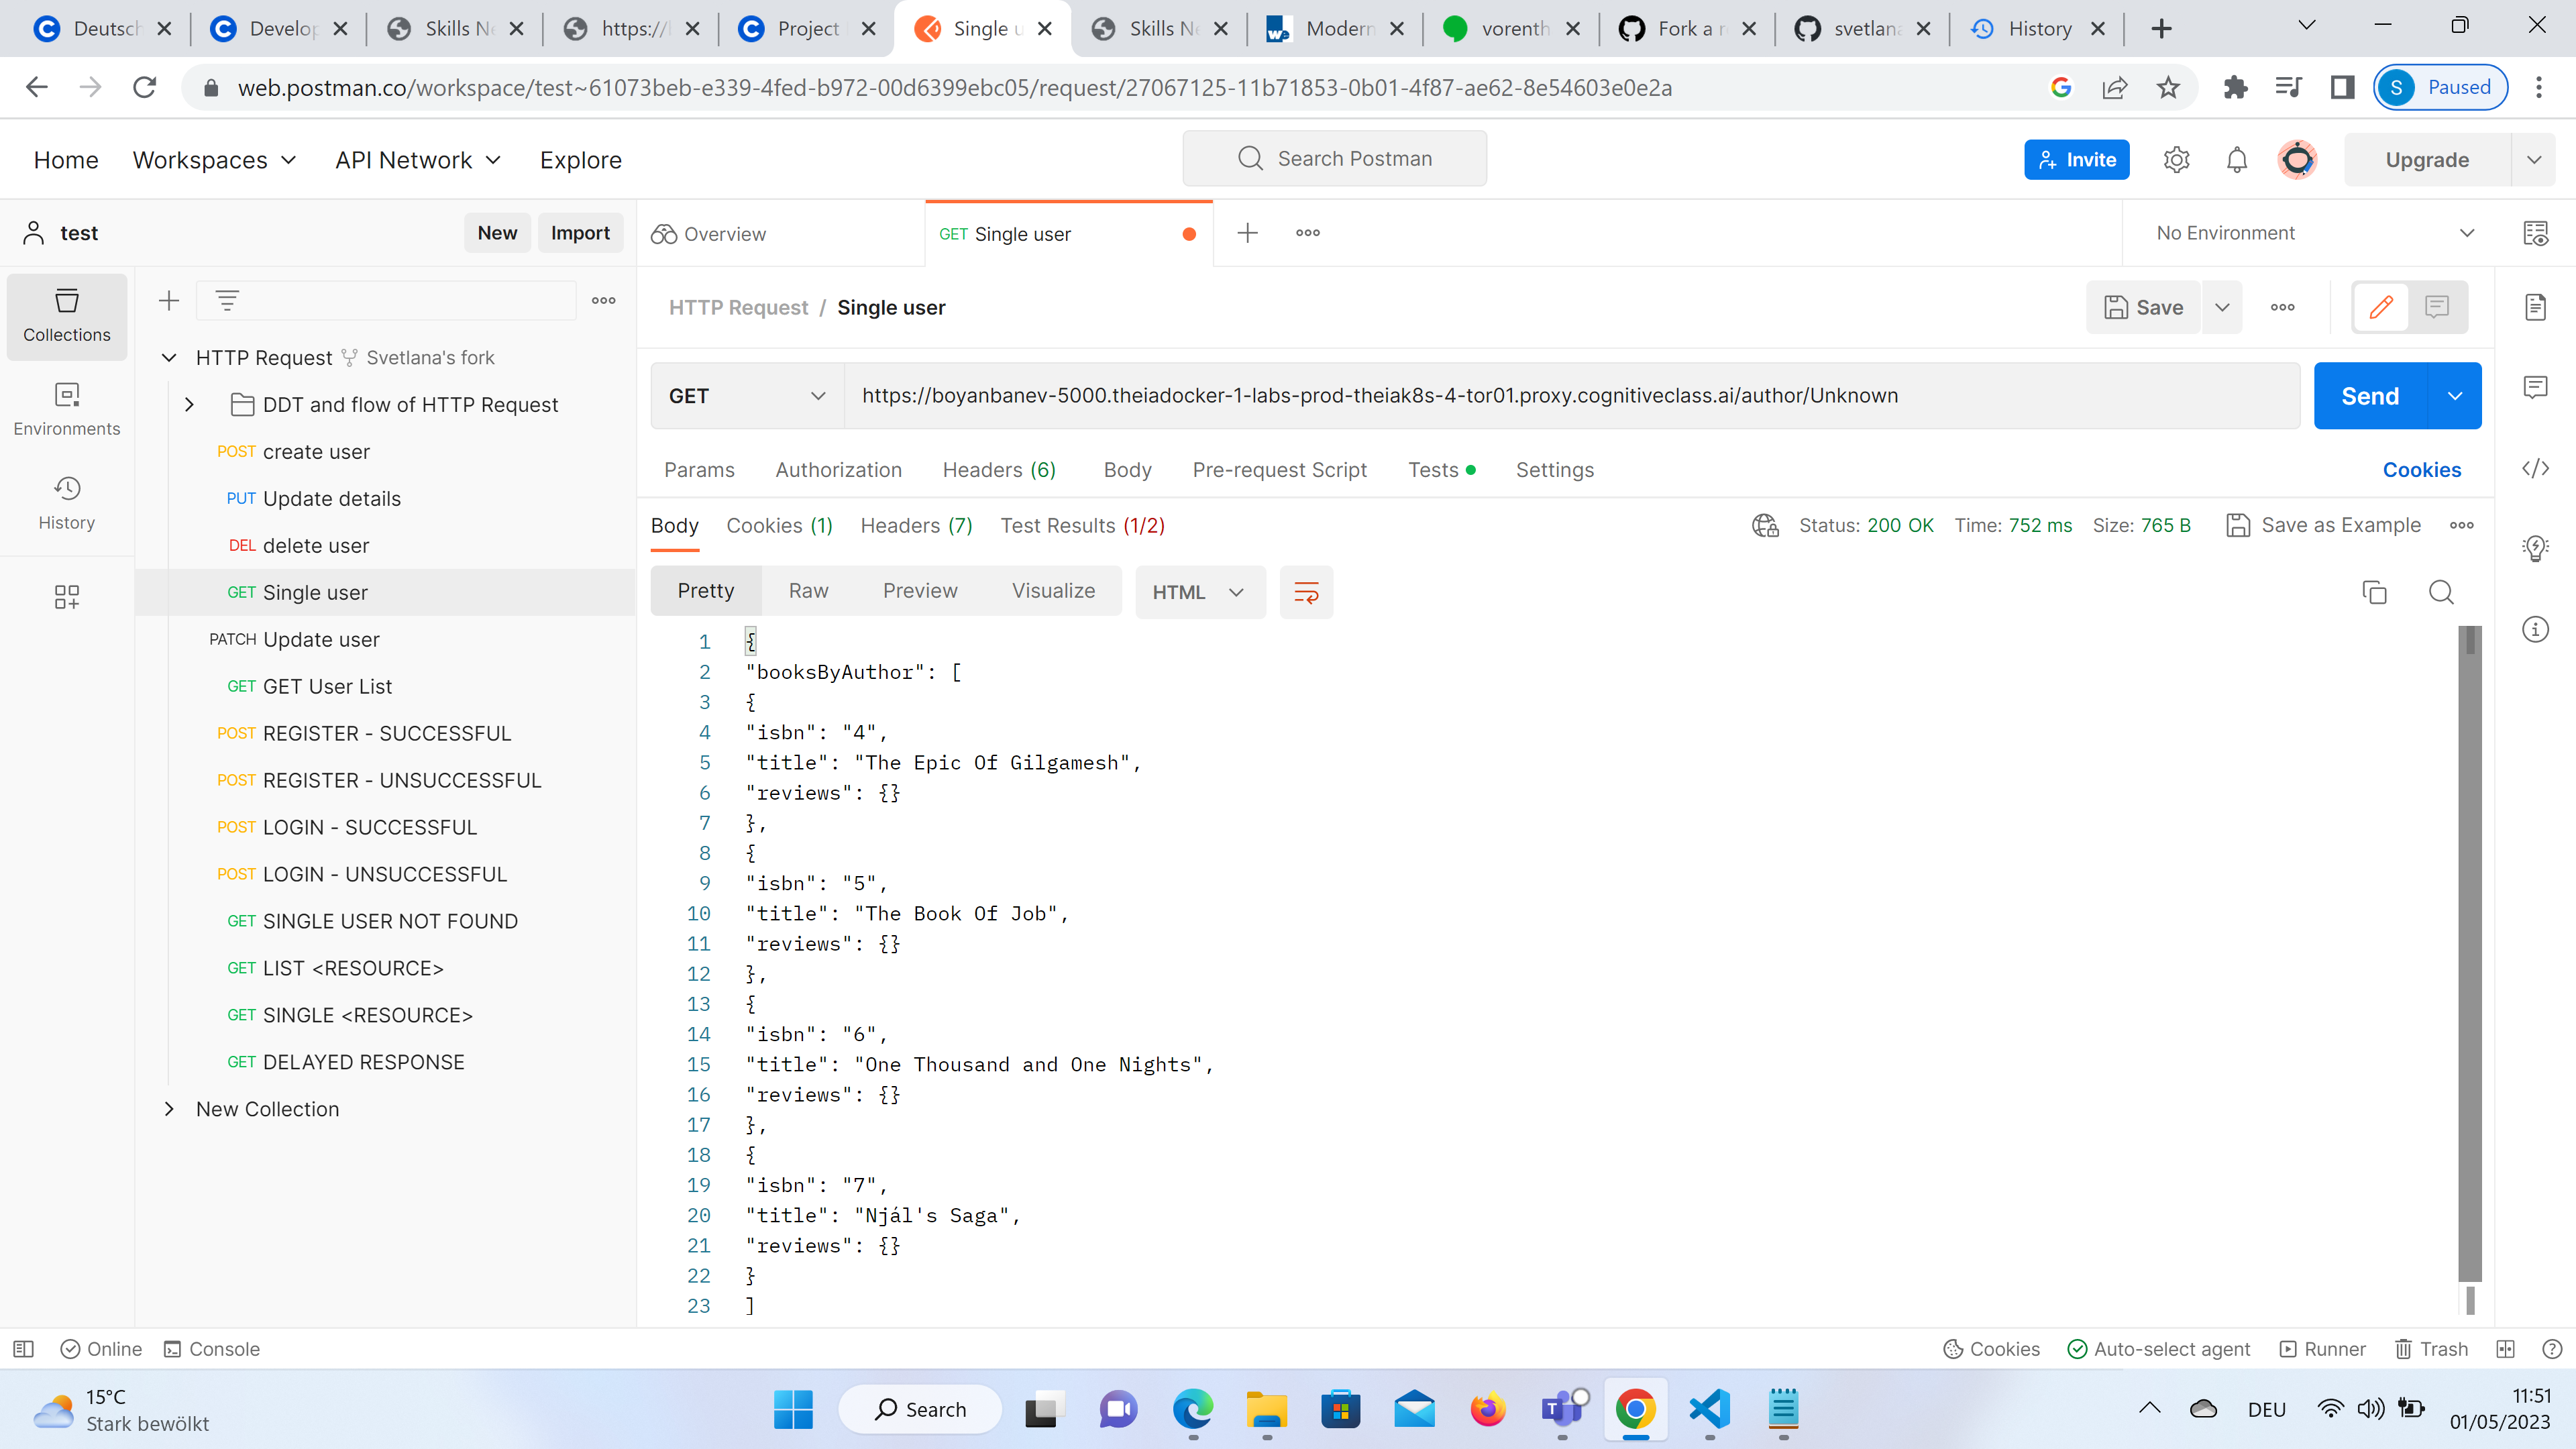 Deutsch
Develop
Skills Ne
https://l
Project
Single u
Skills Ne
Modern
vorenth
Fork a r
svetlana
History
web.postman.co/workspace/test~61073beb-e339-4fed-b972-00d6399ebc05/request/27067125-11b71853-0b01-4f87-ae62-8e54603e0e2a
S Paused
Home Workspaces API Network Explore
Search Postman
Invite
Upgrade
test
New Import
Overview
GET Single user
No Environment
Collections
Environments
History
HTTP Request Svetlana's fork
DDT and flow of HTTP Request
POST create user
PUT Update details
DEL delete user
GET Single user
PATCH Update user
GET GET User List
POST REGISTER - SUCCESSFUL
POST REGISTER - UNSUCCESSFUL
POST LOGIN - SUCCESSFUL
POST LOGIN - UNSUCCESSFUL
GET SINGLE USER NOT FOUND
GET LIST <RESOURCE>
GET SINGLE <RESOURCE>
GET DELAYED RESPONSE
New Collection
HTTP Request / Single user
Save
GET https://boyanbanev-5000.theiadocker-1-labs-prod-theiak8s-4-tor01.proxy.cognitiveclass.ai/author/Unknown
Send
Params Authorization Headers (6) Body Pre-request Script Tests Settings
Cookies
Body Cookies (1) Headers (7) Test Results (1/2)
Status: 200 OK Time: 752 ms Size: 765 B Save as Example
Pretty Raw Preview Visualize HTML
1 {
2 "booksByAuthor": [
3 {
4 "isbn": "4",
5 "title": "The Epic Of Gilgamesh",
6 "reviews": {}
7 },
8 {
9 "isbn": "5",
10 "title": "The Book Of Job",
11 "reviews": {}
12 },
13 {
14 "isbn": "6",
15 "title": "One Thousand and One Nights",
16 "reviews": {}
17 },
18 {
19 "isbn": "7",
20 "title": "Njál's Saga",
21 "reviews": {}
22 }
23 ]
Online Console
Cookies Auto-select agent Runner Trash
15°C
Stark bewölkt
Search
DEU
11:51
01/05/2023